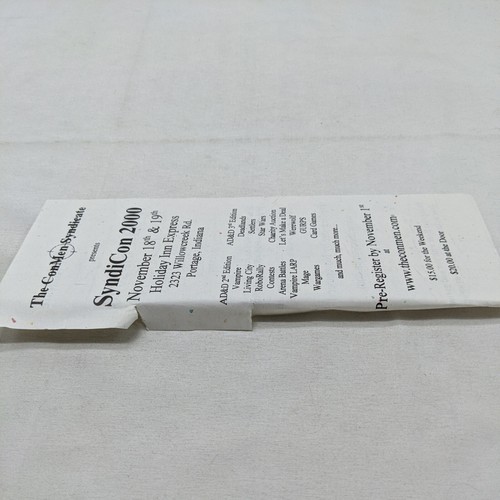 The ConMen Syndicate
presents
SyndiCon 2000
November 18th & 19th
Holiday Inn Express
2323 Willowcreek Rd.
Portage, Indiana
AD&D 2nd Edition
Vampire
Living City
RoboRally
Contests
Arena Battles
Vampire LARP
Mage
Wargames
AD&D 3rd Edition
Deadlands
Settlers
Star Wars
Charity Auction
Let's Make a Deal
Werewolf
GURPS
Card Games
and much, much more...
Pre-Register by November 1st
at
www.theconmen.com
$15.00 for the Weekend
$20.00 at the Door